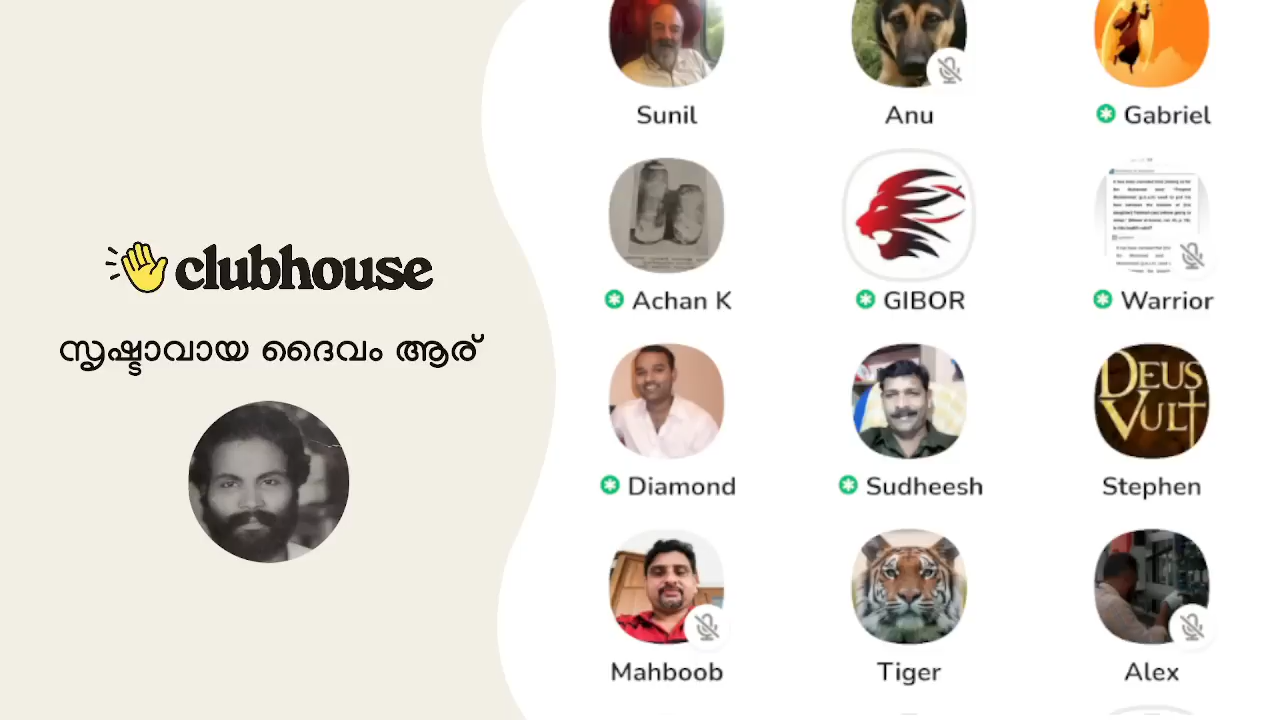 clubhouse
സൃഷ്ടാവായ ദൈവം ആര്
Sunil
Anu
Gabriel
Achan K
GIBOR
Warrior
Diamond
Sudheesh
DEUS
VULT
Stephen
Mahboob
Tiger
Alex